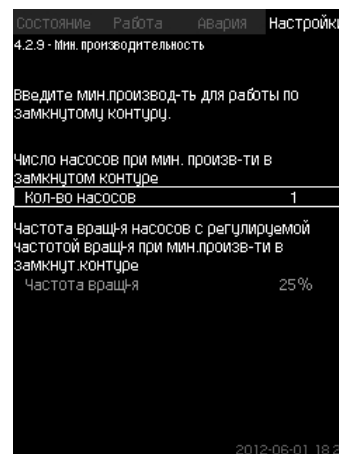 Состояние Работа Авария Настройки
4.2.9 - Мин. производительность
Введите мин.производ-ть для работы по
замкнутому контуру.
Число насосов при мин. произв-ти в
замкнутом контуре
Кол-во насосов 1
Частота вращ-я насосов с регулируемой
частотой вращ-я при мин.произв-ти в
замкнут.контуре
Частота вращ-я 25%
2012-06-01 18:2